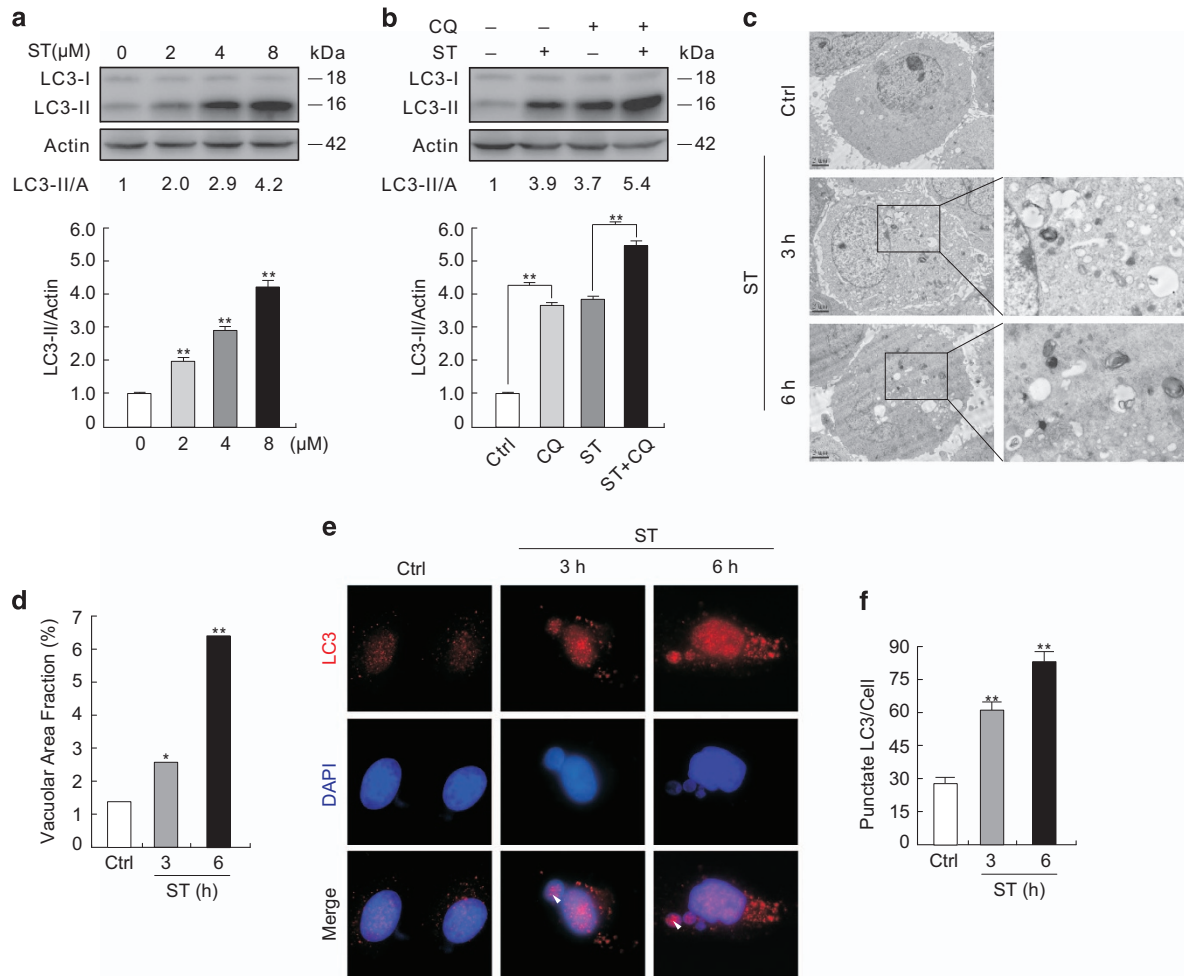 a
ST(μM) 0 2 4 8 kDa
LC3-I — 18
LC3-II — 16
Actin — 42
LC3-II/A 1 2.0 2.9 4.2
LC3-II/Actin
6.0
5.0
4.0
3.0
2.0
1.0
0
** ** **
0 2 4 8 (μM)
b
CQ – – + +
ST – + – + kDa
LC3-I — 18
LC3-II — 16
Actin — 42
LC3-II/A 1 3.9 3.7 5.4
LC3-II/Actin
6.0
5.0
4.0
3.0
2.0
1.0
0
** **
Ctrl CQ ST ST+CQ
c
Ctrl
ST
3 h
6 h
d
Vacuolar Area Fraction (%)
7
6
5
4
3
2
1
0
* **
Ctrl 3 6
ST (h)
e
ST
Ctrl 3 h 6 h
LC3
DAPI
Merge
f
Punctate LC3/Cell
90
75
60
45
30
15
0
** **
Ctrl 3 6
ST (h)